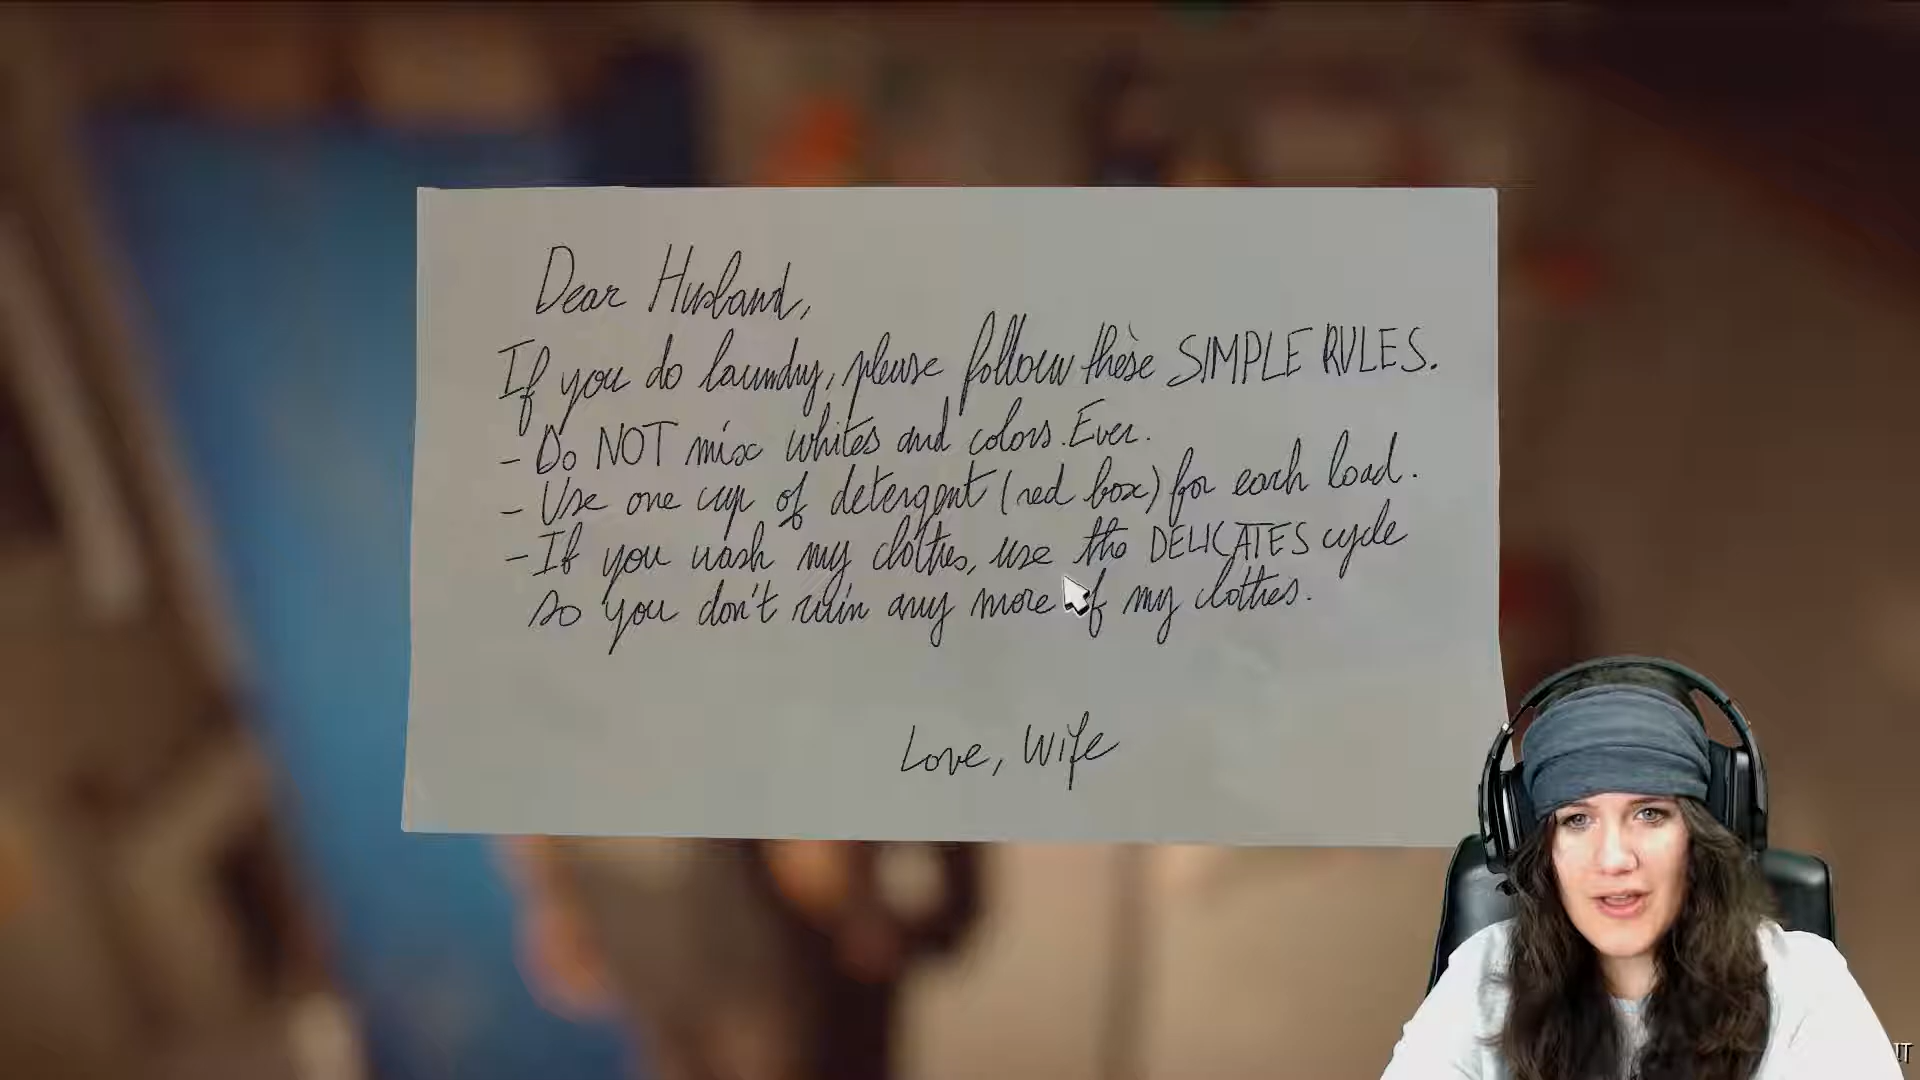 Dear Husband,
If you do laundry, please follow these SIMPLE RULES.
- Do NOT mix whites and colors. Ever.
- Use one cup of detergent (red box) for each load.
- If you wash my clothes, use the DELICATES cycle
so you don't ruin any more of my clothes.
Love, Wife